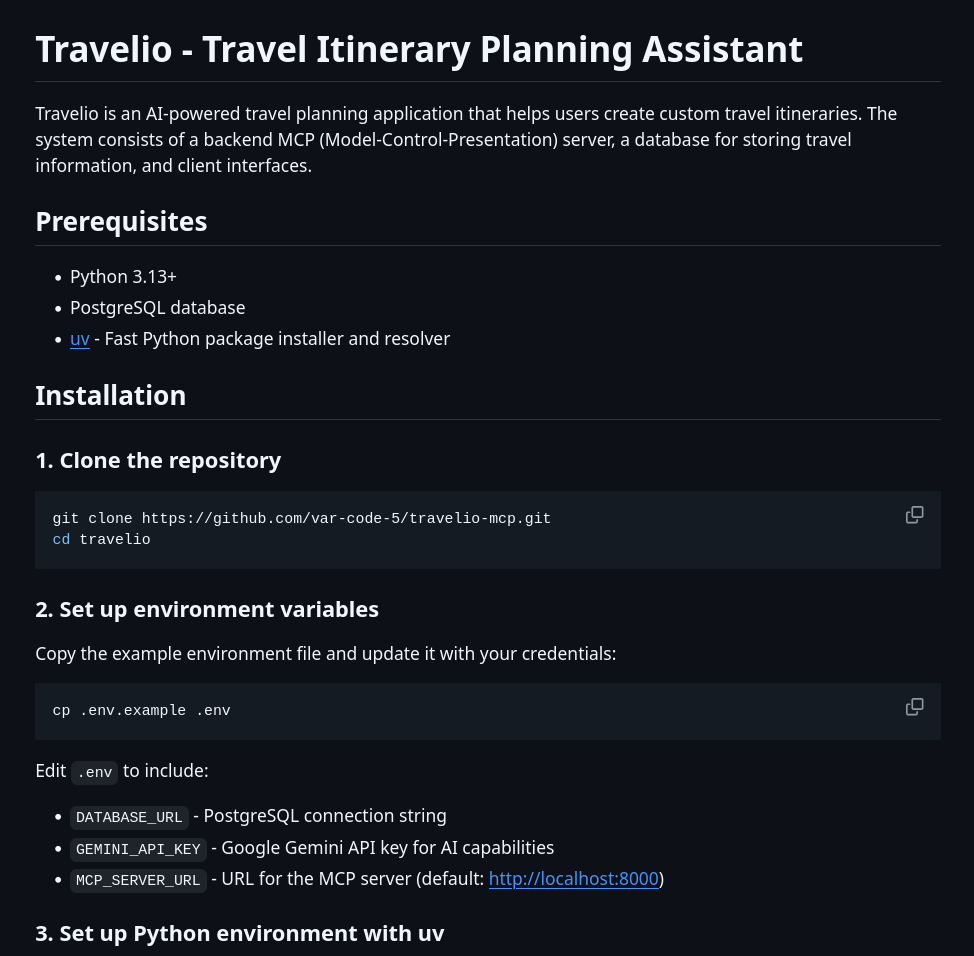 Travelio - Travel Itinerary Planning Assistant
Travelio is an AI-powered travel planning application that helps users create custom travel itineraries. The
system consists of a backend MCP (Model-Control-Presentation) server, a database for storing travel
information, and client interfaces.
Prerequisites
• Python 3.13+
• PostgreSQL database
• uv - Fast Python package installer and resolver
Installation
1. Clone the repository
git clone https://github.com/var-code-5/travelio-mcp.git
cd travelio
2. Set up environment variables
Copy the example environment file and update it with your credentials:
cp .env.example .env
Edit .env to include:
• DATABASE_URL - PostgreSQL connection string
• GEMINI_API_KEY - Google Gemini API key for AI capabilities
• MCP_SERVER_URL - URL for the MCP server (default: http://localhost:8000)
3. Set up Python environment with uv